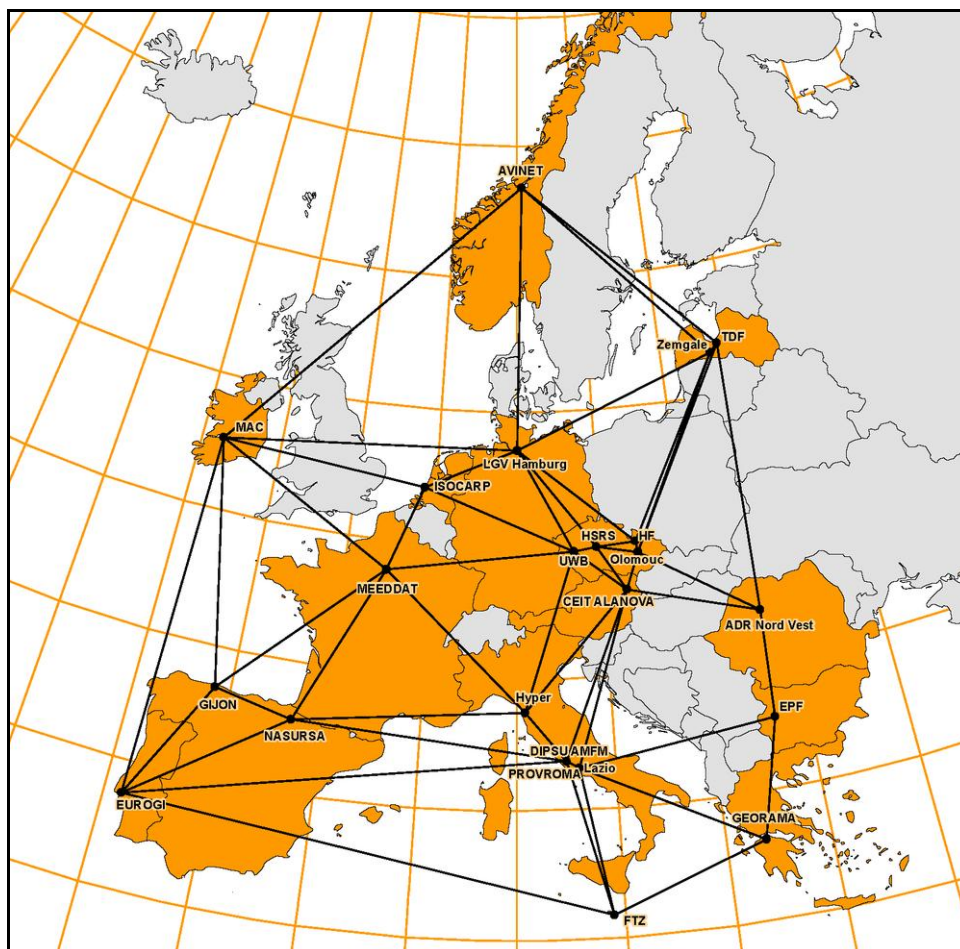 AVINET
TDF
Zemgale
MAC
LGV Hamburg
ISOCARP
HF
HSRS
Olomouc
UWB
MEEDDAT
CEIT ALANOVA
ADR Nord Vest
Hyper
GIJON
EPF
NASURSA
DIPSU AMFM
PROVROMA Lazio
EUROGI
GEORAMA
FTZ